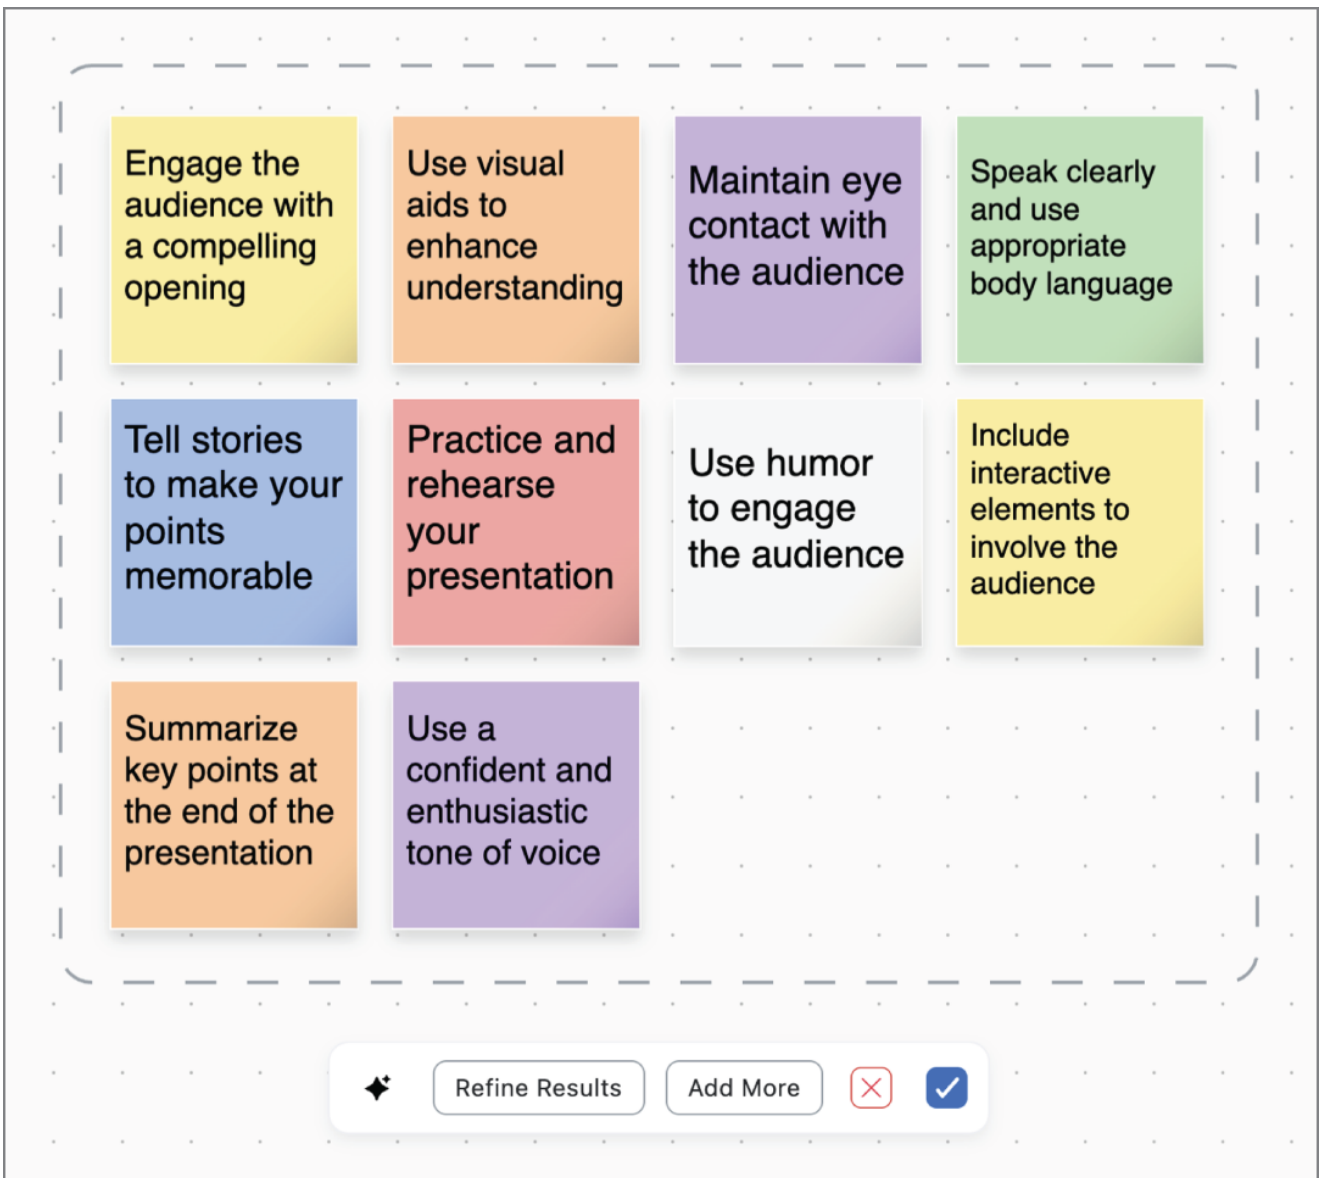 Engage the
audience with
a compelling
opening
Use visual
aids to
enhance
understanding
Maintain eye
contact with
the audience
Speak clearly
and use
appropriate
body language
Tell stories
to make your
points
memorable
Practice and
rehearse
your
presentation
Use humor
to engage
the audience
Include
interactive
elements to
involve the
audience
Summarize
key points at
the end of the
presentation
Use a
confident and
enthusiastic
tone of voice
Refine Results
Add More